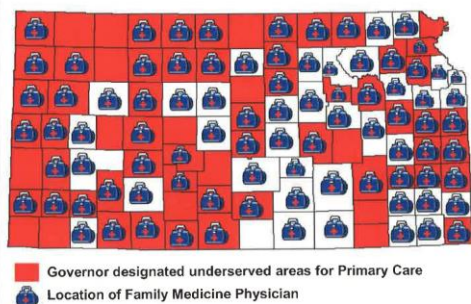 Governor designated underserved areas for Primary Care
Location of Family Medicine Physician